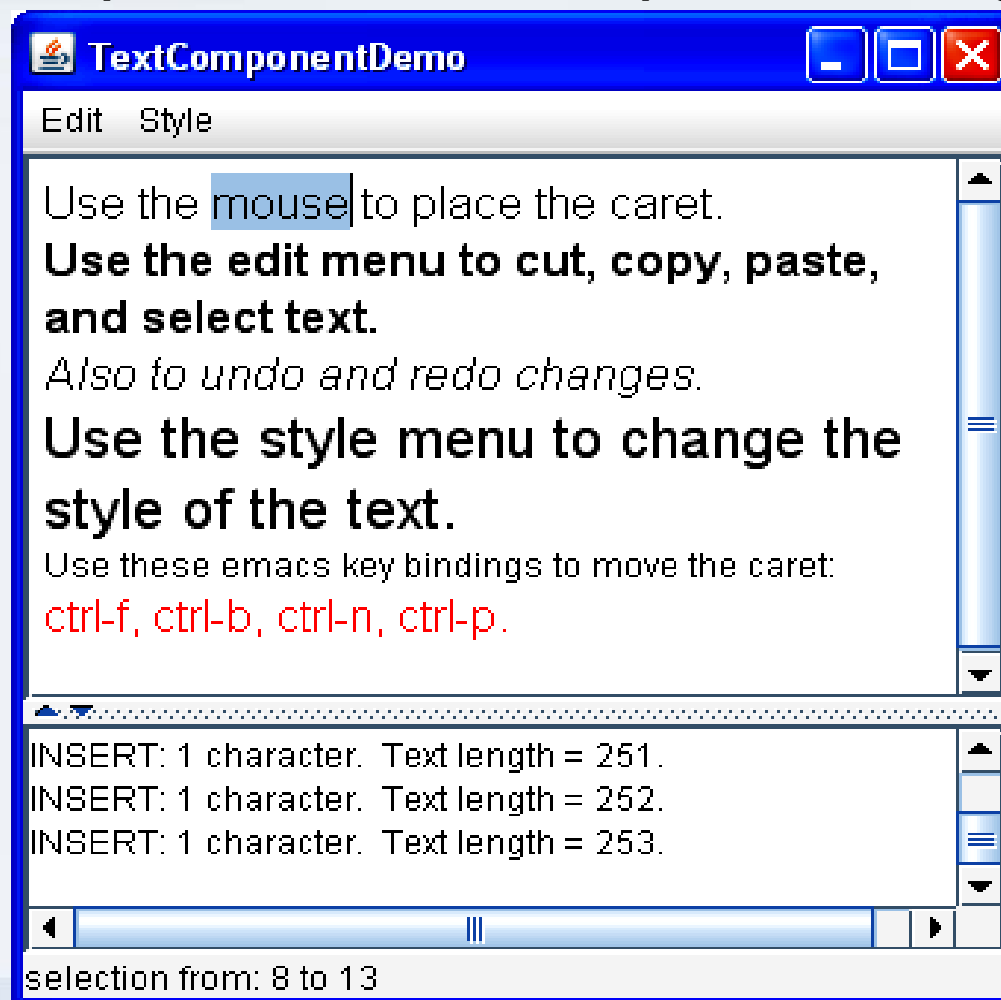 TextComponentDemo
Edit Style
Use the mouse to place the caret.
Use the edit menu to cut, copy, paste,
and select text.
Also to undo and redo changes.
Use the style menu to change the
style of the text.
Use these emacs key bindings to move the caret:
ctrl-f, ctrl-b, ctrl-n, ctrl-p.
INSERT: 1 character.  Text length = 251.
INSERT: 1 character.  Text length = 252.
INSERT: 1 character.  Text length = 253.
selection from: 8 to 13